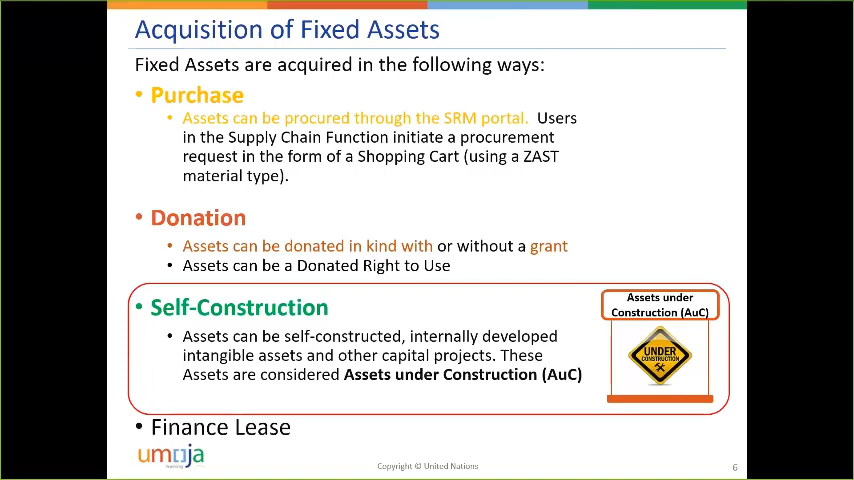 Acquisition of Fixed Assets
Fixed Assets are acquired in the following ways:
• Purchase
• Assets can be procured through the SRM portal. Users
in the Supply Chain Function initiate a procurement
request in the form of a Shopping Cart (using a ZAST
material type).
• Donation
• Assets can be donated in kind with or without a grant
• Assets can be a Donated Right to Use
• Self-Construction
• Assets can be self-constructed, internally developed
intangible assets and other capital projects. These
Assets are considered Assets under Construction (AuC)
Assets under
Construction (AuC)
UNDER
CONSTRUCTION
• Finance Lease
umoja
Copyright © United Nations
6